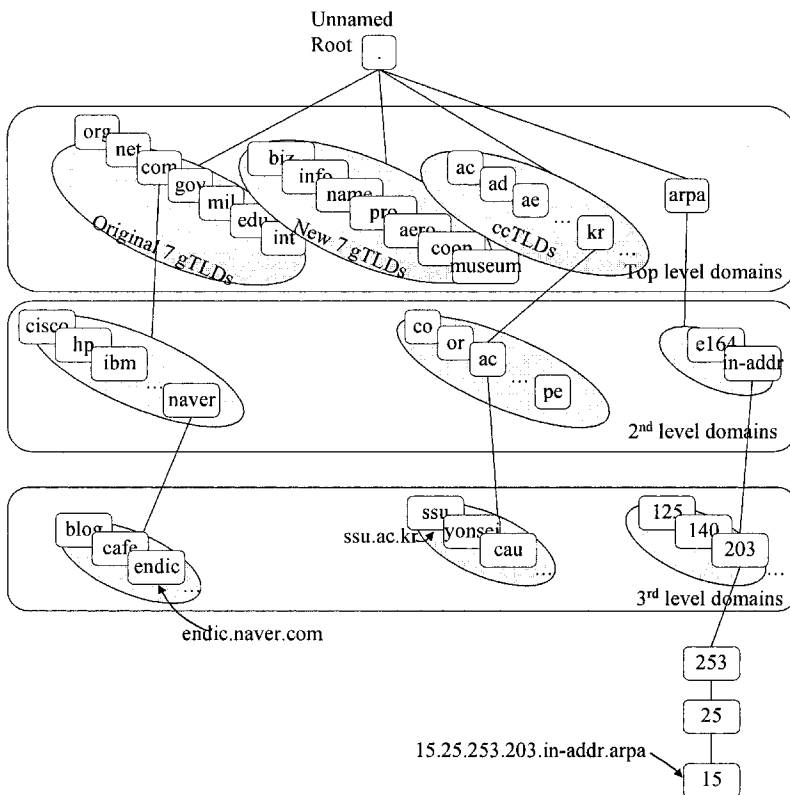 Unnamed
Root
.
org
net
com
gov
mil
edu
int
Original 7 gTLDs
biz
info
name
pro
aero
coop
museum
New 7 gTLDs
ac
ad
ae
...
kr
...
ccTLDs
arpa
Top level domains
cisco
hp
ibm
...
naver
co
or
ac
...
pe
e164
in-addr
2nd level domains
blog
cafe
endic
...
ssu
yonsei
cau
...
ssu.ac.kr
125
140
203
...
3rd level domains
endic.naver.com
253
25
15.25.253.203.in-addr.arpa
15